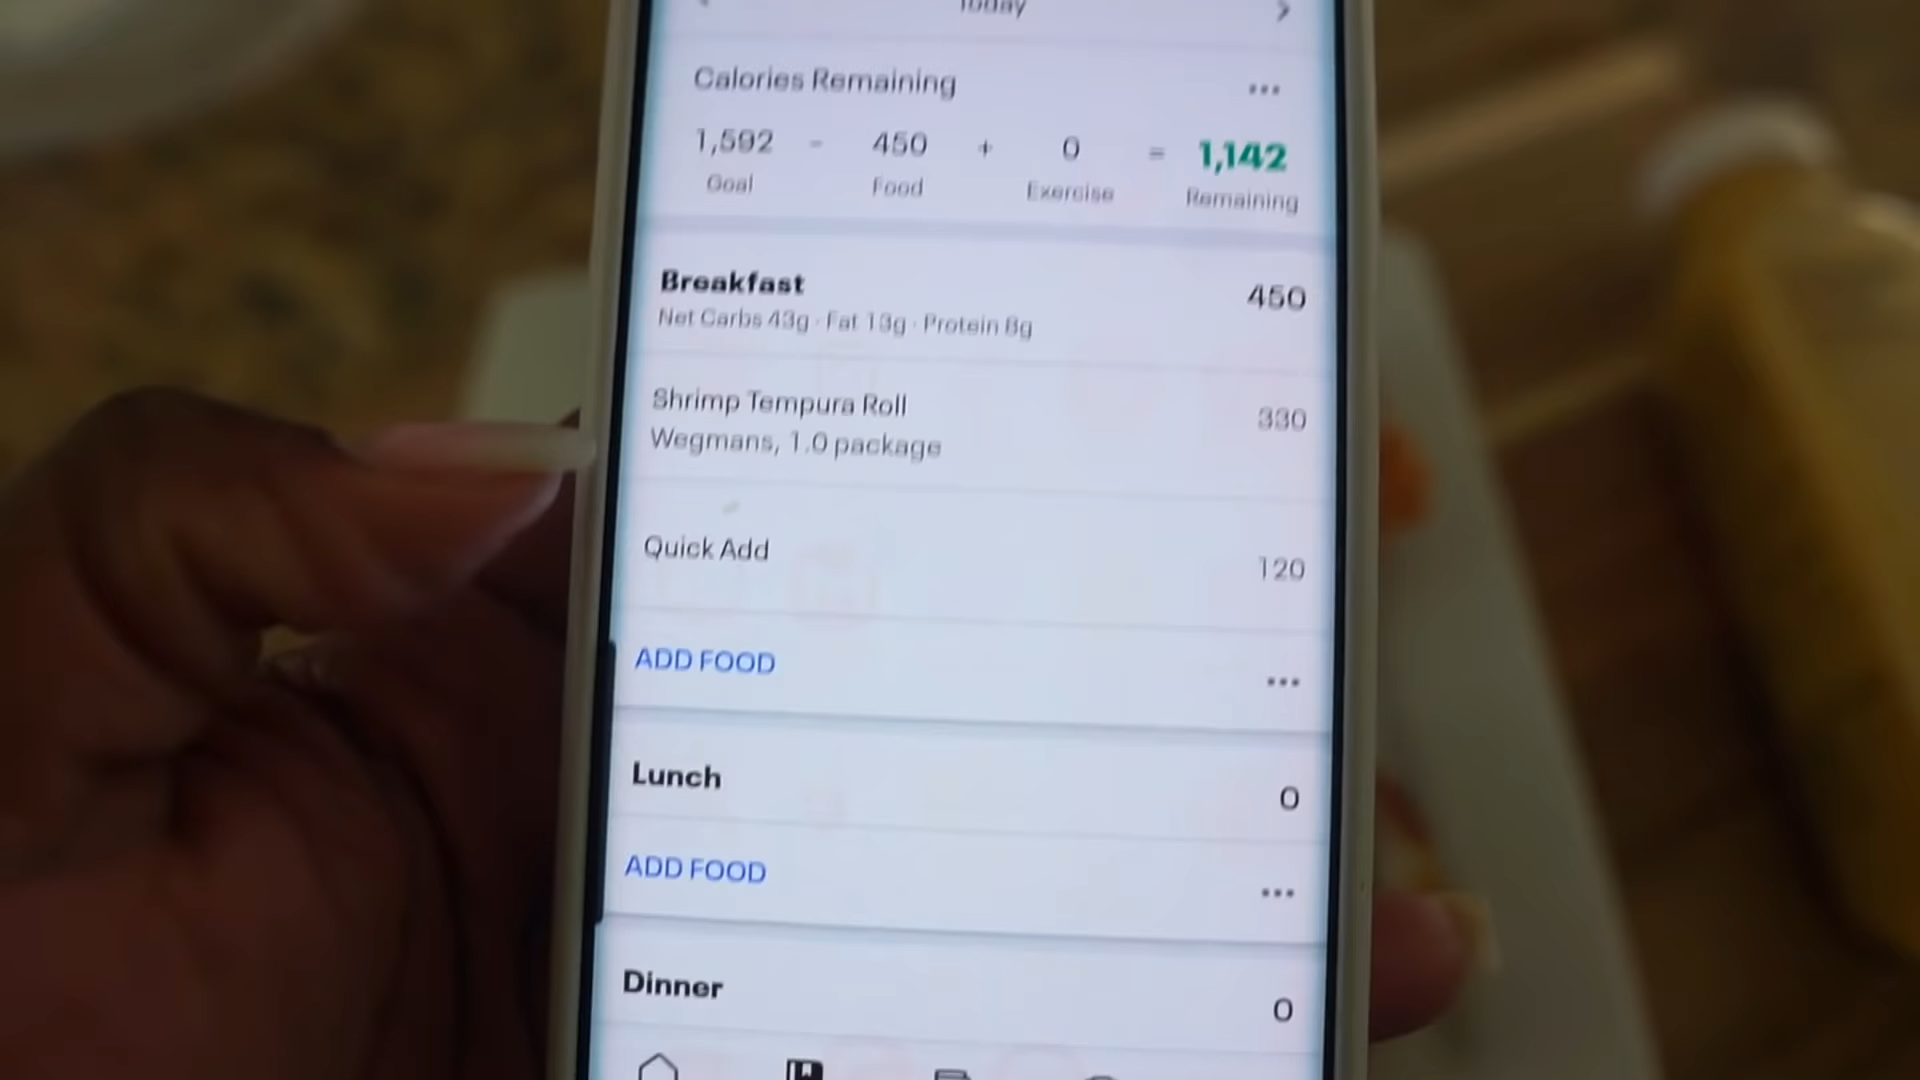 Today
Calories Remaining
1,592 - 450 + 0 = 1,142
Goal Food Exercise Remaining
Breakfast 450
Net Carbs 43g · Fat 13g · Protein 8g
Shrimp Tempura Roll 330
Wegmans, 1.0 package
Quick Add 120
ADD FOOD
Lunch 0
ADD FOOD
Dinner 0